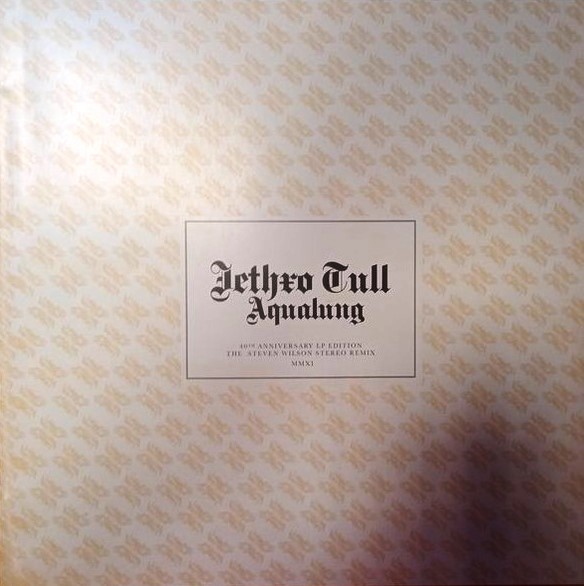 Jethro Tull
Aqualung
40TH ANNIVERSARY LP EDITION
THE STEVEN WILSON STEREO REMIX
MMXI